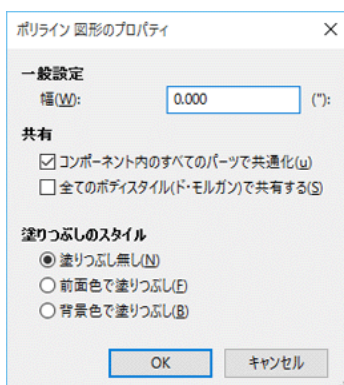 ポリライン 図形のプロパティ
一般設定
幅(W): 0.000 ("):
共有
コンポーネント内のすべてのパーツで共通化(u)
全てのボディスタイル(ド・モルガン)で共有する(S)
塗りつぶしのスタイル
塗りつぶし無し(N)
前面色で塗りつぶし(F)
背景色で塗りつぶし(B)
OK キャンセル